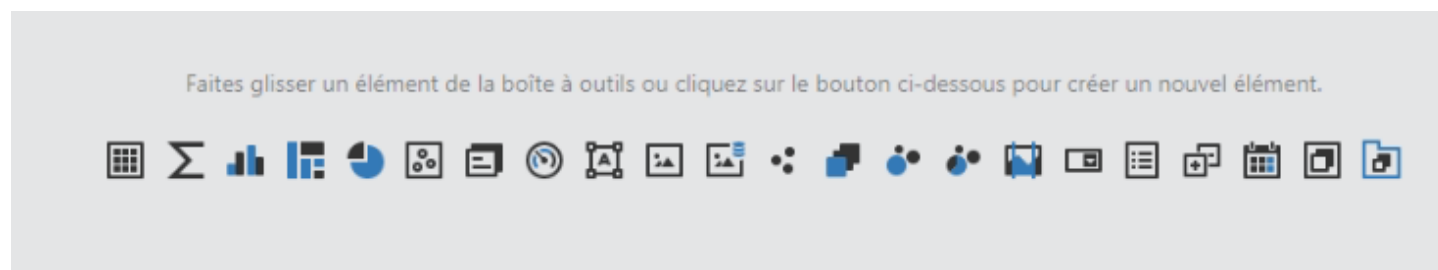 Faites glisser un élément de la boîte à outils ou cliquez sur le bouton ci-dessous pour créer un nouvel élément.
A